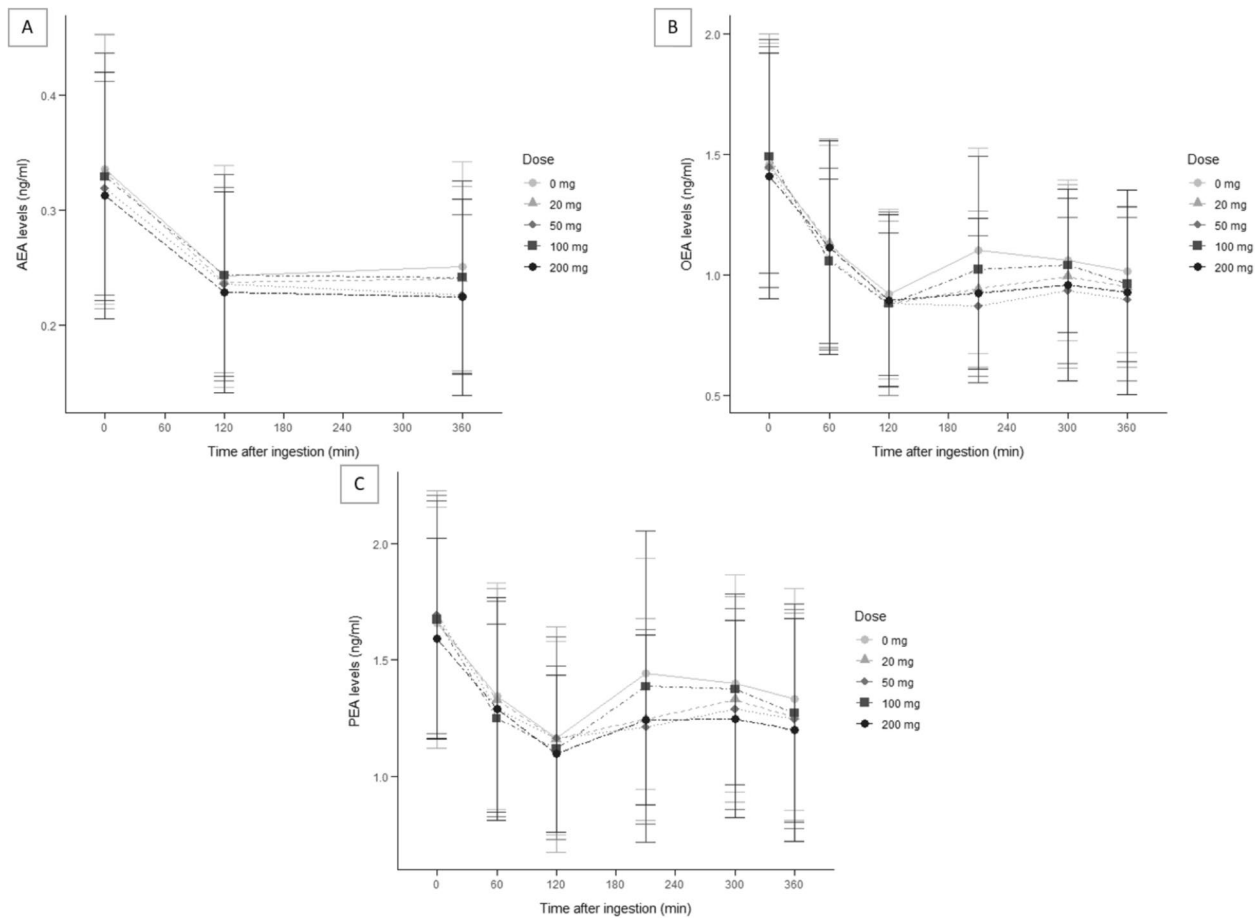 A
AEA levels (ng/ml)
0.4
0.3
0.2
0
60
120
180
240
300
360
Time after ingestion (min)
Dose
0 mg
20 mg
50 mg
100 mg
200 mg
B
OEA levels (ng/ml)
2.0
1.5
1.0
0.5
0
60
120
180
240
300
360
Time after ingestion (min)
Dose
0 mg
20 mg
50 mg
100 mg
200 mg
C
PEA levels (ng/ml)
2.0
1.5
1.0
0
60
120
180
240
300
360
Time after ingestion (min)
Dose
0 mg
20 mg
50 mg
100 mg
200 mg